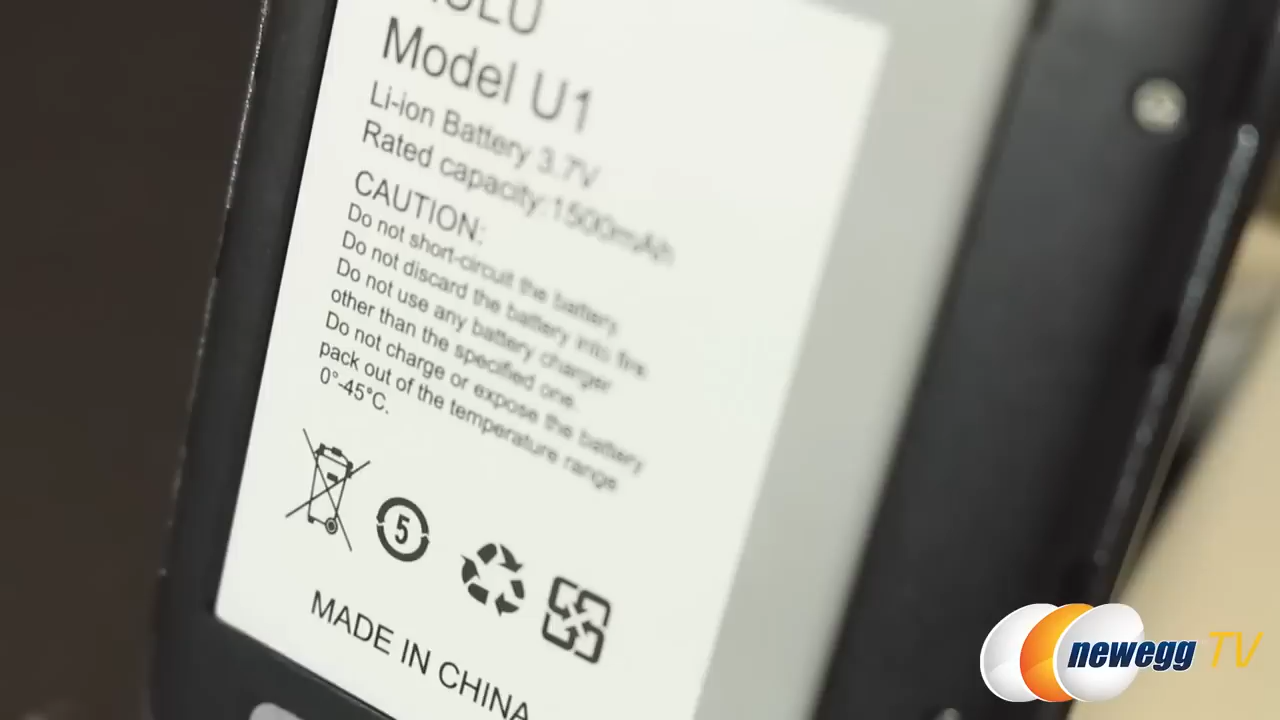 Model U1
Li-ion Battery 3.7V
Rated capacity:1500mAh
CAUTION:
Do not short-circuit the battery.
Do not discard the battery into fire.
Do not use any battery charger
other than the specified one.
Do not charge or expose the battery
pack out of the temperature range
0°-45°C.
5
MADE IN CHINA
newegg TV